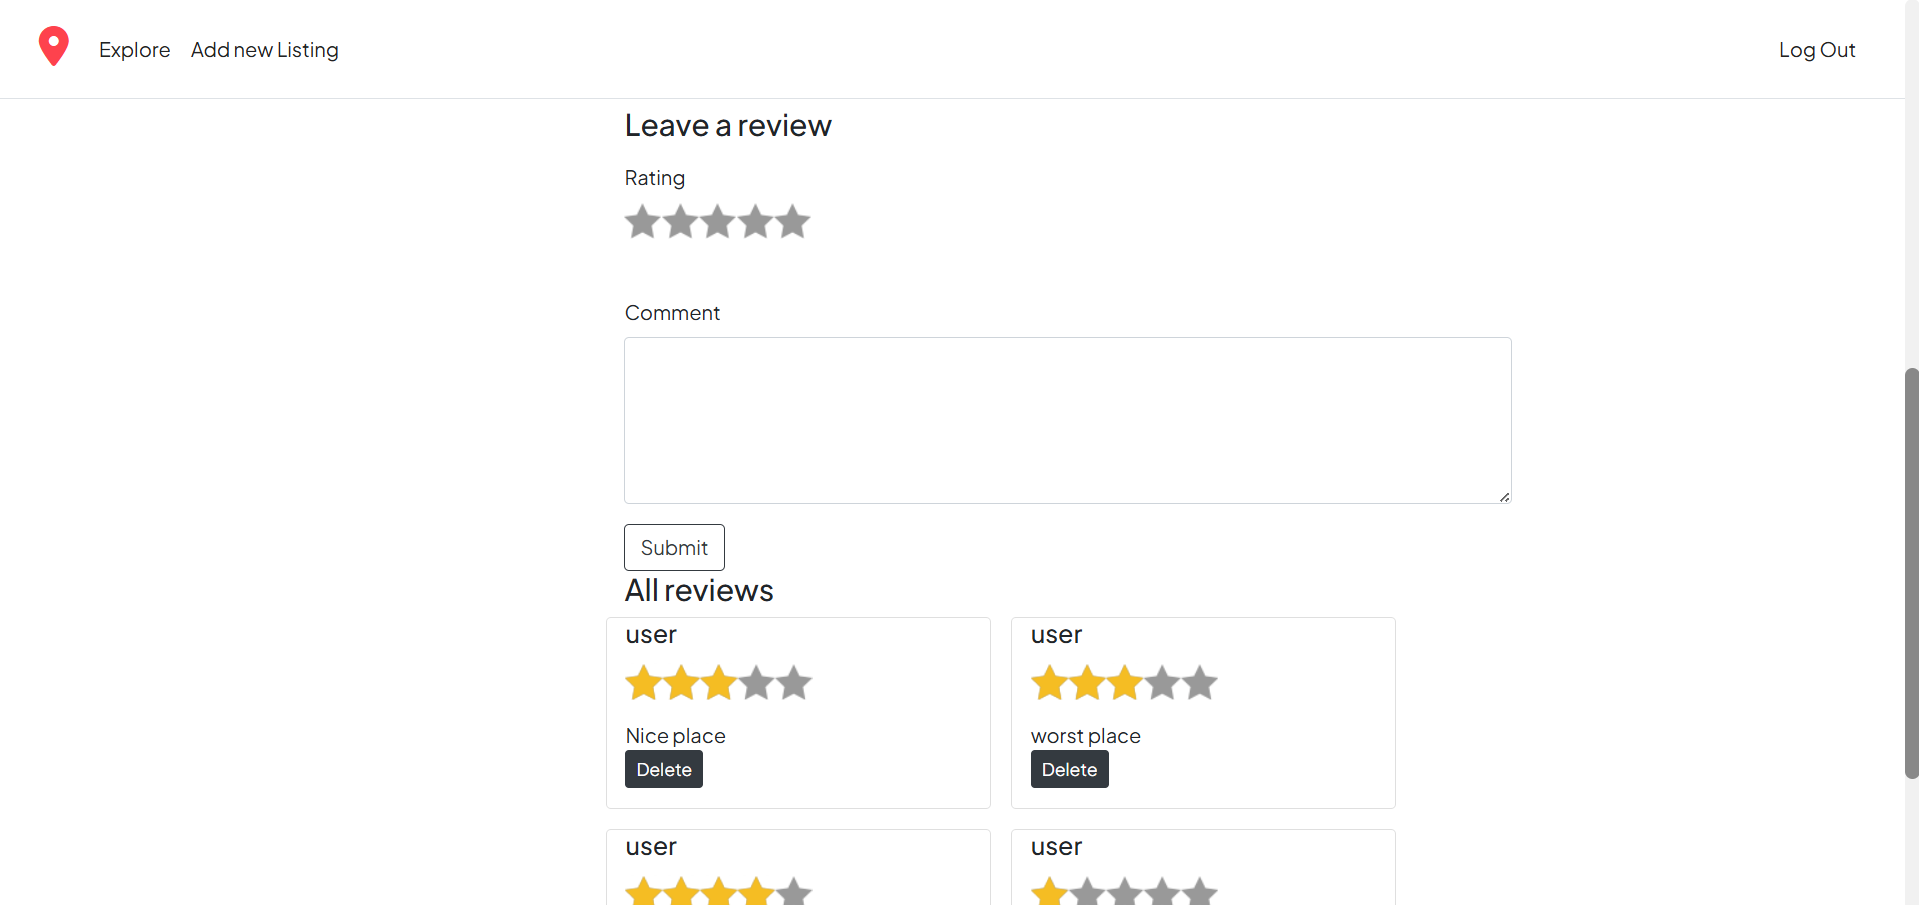 Explore Add new Listing Log Out
Leave a review
Rating
Comment
Submit
All reviews
user
Nice place
Delete
user
worst place
Delete
user
user